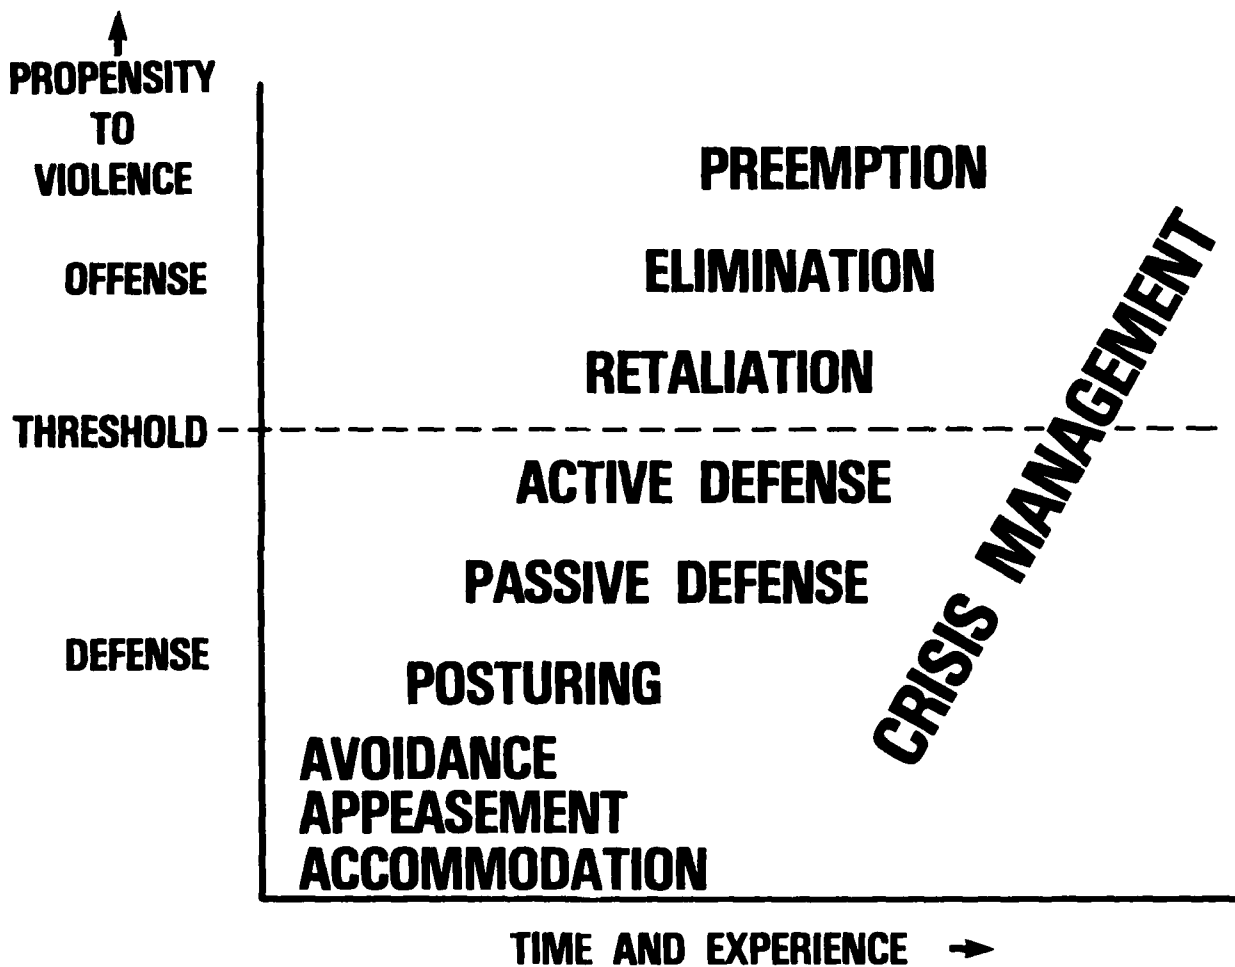 PROPENSITY
TO
VIOLENCE
PREEMPTION
OFFENSE
ELIMINATION
RETALIATION
THRESHOLD
ACTIVE DEFENSE
PASSIVE DEFENSE
DEFENSE
POSTURING
AVOIDANCE
APPEASEMENT
ACCOMMODATION
CRISIS MANAGEMENT
TIME AND EXPERIENCE